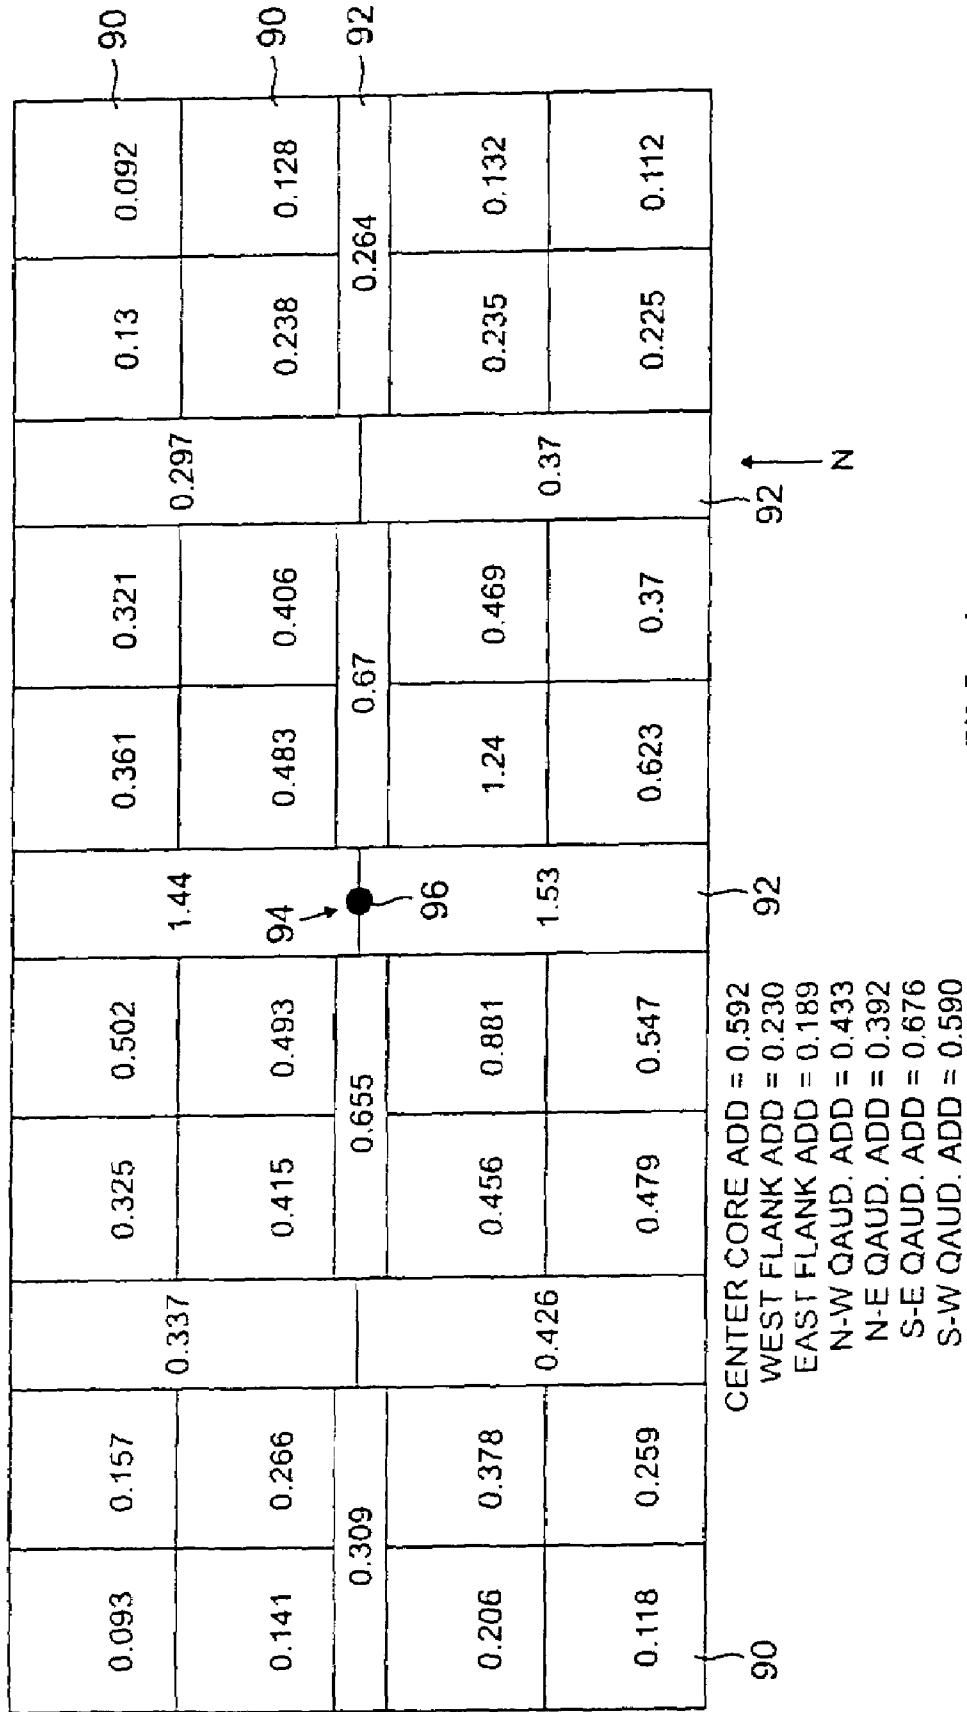 0.093 0.157 0.325 0.502 0.361 0.321 0.13 0.092 90
0.337 1.44 0.297
0.141 0.266 0.415 0.493 94 0.483 0.406 0.238 0.128 90
0.309 0.655 0.67 0.264 92
96
0.206 0.378 0.456 0.881 1.24 0.469 0.235 0.132
0.426 1.53 0.37
0.118 0.259 0.479 0.547 0.623 0.37 0.225 0.112
90 92 92
N
CENTER CORE ADD = 0.592
WEST FLANK ADD = 0.230
EAST FLANK ADD = 0.189
N-W QAUD. ADD = 0.433
N-E QAUD. ADD = 0.392
S-E QAUD. ADD = 0.676
S-W QAUD. ADD = 0.590